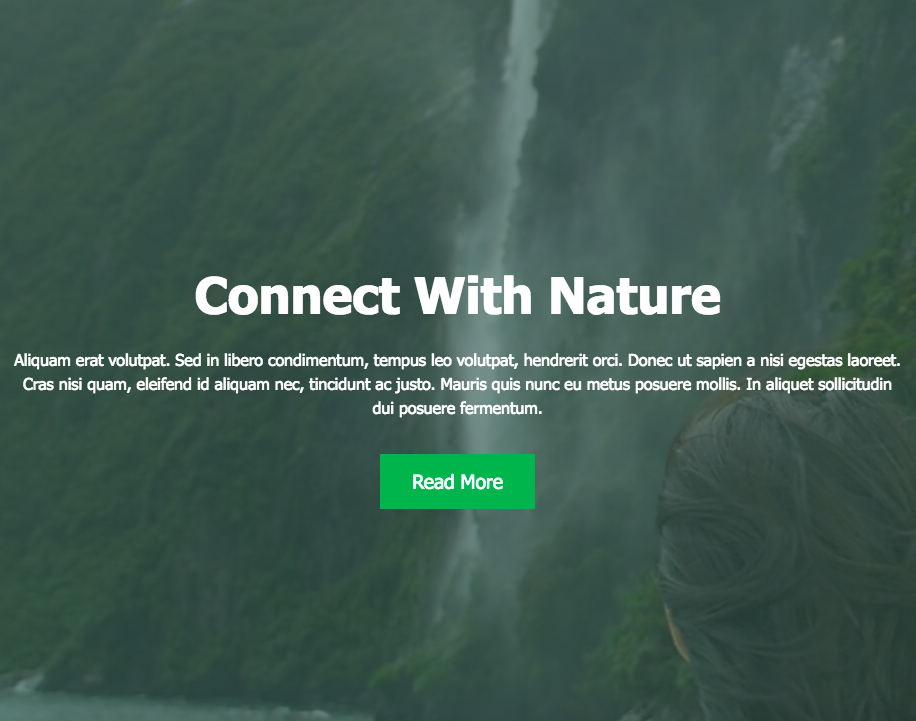 Connect With Nature
Aliquam erat volutpat. Sed in libero condimentum, tempus leo volutpat, hendrerit orci. Donec ut sapien a nisi egestas laoreet.
Cras nisi quam, eleifend id aliquam nec, tincidunt ac justo. Mauris quis nunc eu metus posuere mollis. In aliquet sollicitudin
dui posuere fermentum.
Read More